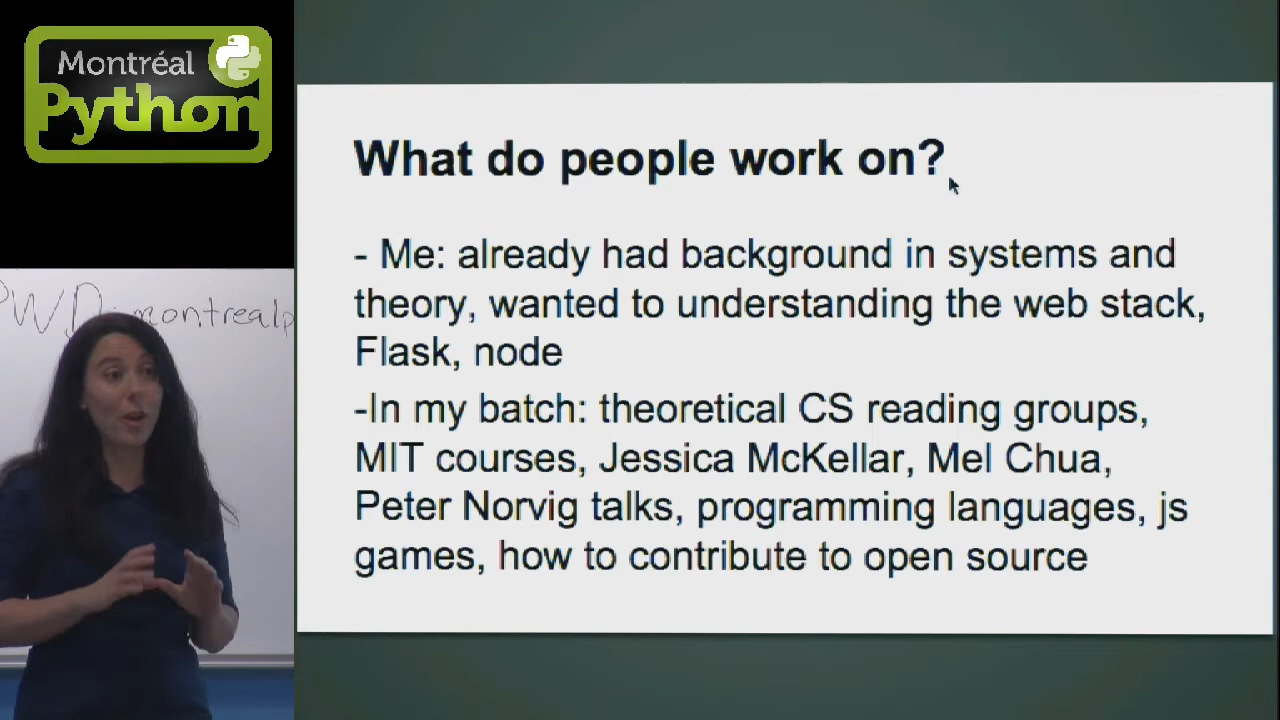 Montréal
Python
PWD: montrealp
What do people work on?
- Me: already had background in systems and
theory, wanted to understanding the web stack,
Flask, node
-In my batch: theoretical CS reading groups,
MIT courses, Jessica McKellar, Mel Chua,
Peter Norvig talks, programming languages, js
games, how to contribute to open source